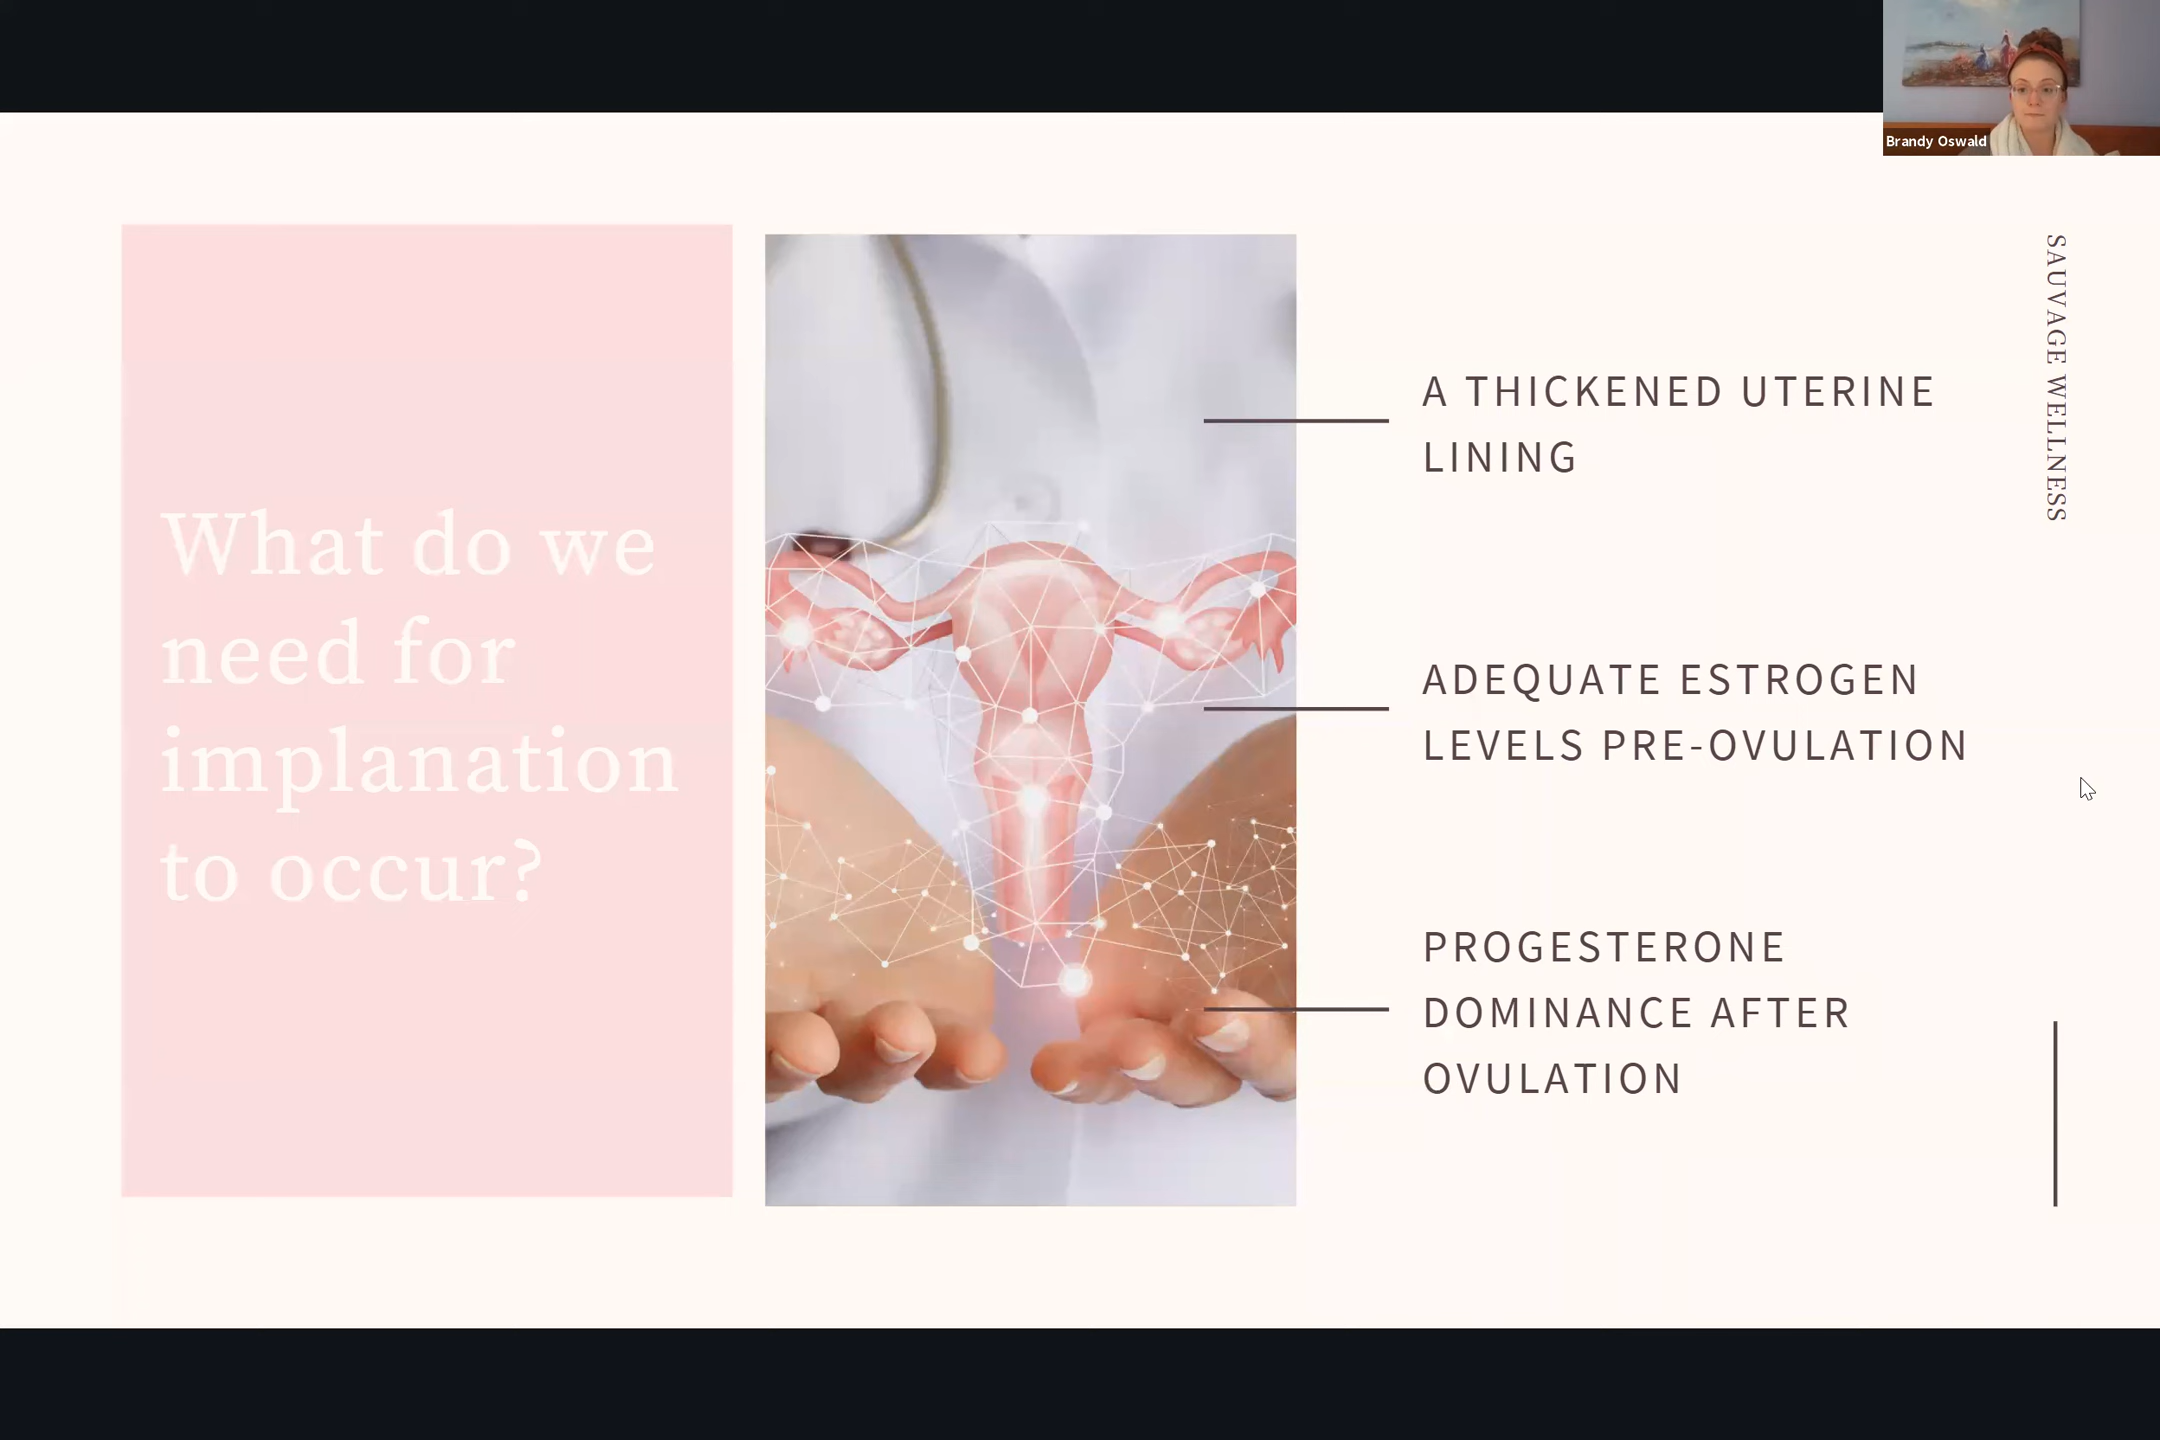 Brandy Oswald
What do we
need for
implanation
to occur?
A THICKENED UTERINE
LINING
ADEQUATE ESTROGEN
LEVELS PRE-OVULATION
PROGESTERONE
DOMINANCE AFTER
OVULATION
SAUVAGE WELLNESS